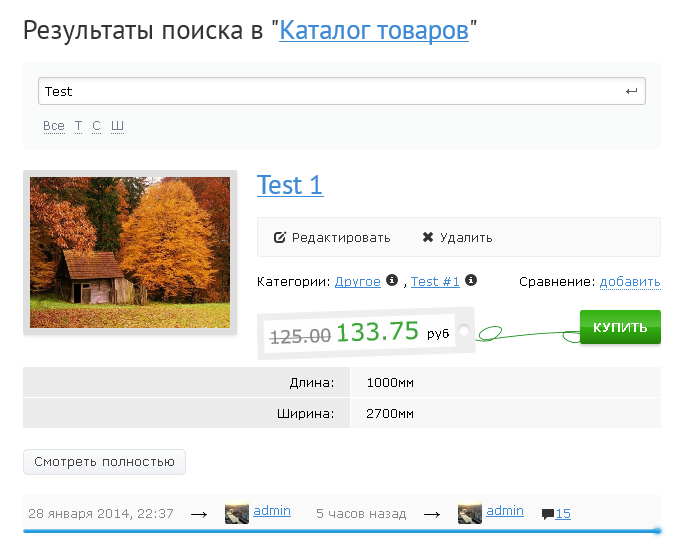 Результаты поиска в "Каталог товаров"
Test
Все Т С Ш
Test 1
Редактировать Удалить
Категории: Другое , Test #1 Сравнение: добавить
125.00 133.75 руб КУПИТЬ
Длина: 1000мм
Ширина: 2700мм
Смотреть полностью
28 января 2014, 22:37 → admin 5 часов назад → admin 15